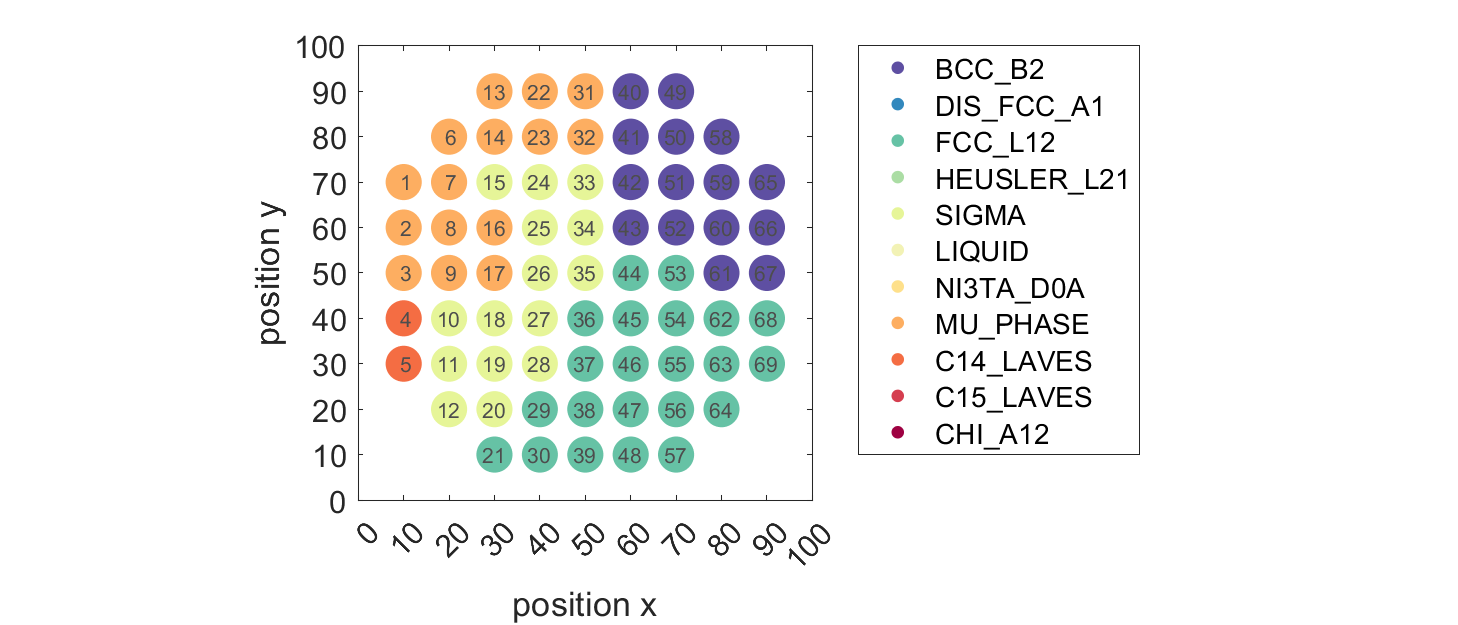 100
BCC_B2
90
13 22 31 40 49
DIS_FCC_A1
80
6 14 23 32 41 50 58
FCC_L12
70
1 7 15 24 33 42 51 59 65
HEUSLER_L21
SIGMA
60
2 8 16 25 34 43 52 60 66
LIQUID
50
3 9 17 26 35 44 53 61 67
NI3TA_D0A
40
4 10 18 27 36 45 54 62 68
MU_PHASE
30
5 11 19 28 37 46 55 63 69
C14_LAVES
20
12 20 29 38 47 56 64
C15_LAVES
10
21 30 39 48 57
CHI_A12
0
position y
0 10 20 30 40 50 60 70 80 90 100
position x